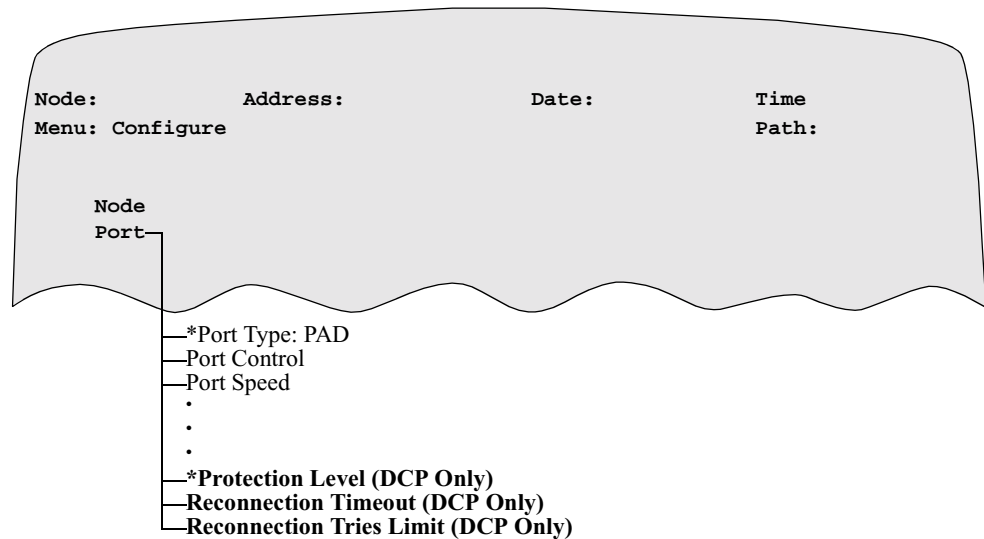 Node: Address: Date: Time
Menu: Configure Path:
Node
Port
*Port Type: PAD
Port Control
Port Speed
.
.
.
*Protection Level (DCP Only)
Reconnection Timeout (DCP Only)
Reconnection Tries Limit (DCP Only)